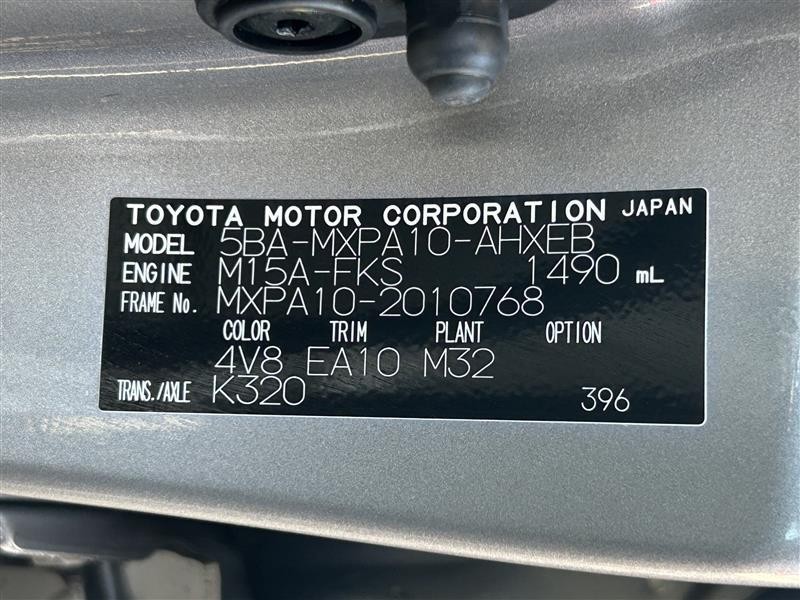 TOYOTA MOTOR CORPORATION JAPAN
MODEL 5BA-MXPA10-AHXEB
ENGINE M15A-FKS 1490 mL
FRAME No. MXPA10-2010768
COLOR TRIM PLANT OPTION
4V8 EA10 M32
TRANS./AXLE K320 396